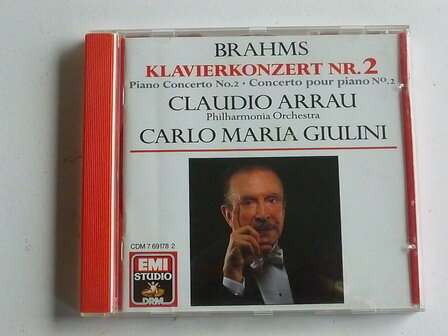 BRAHMS
KLAVIERKONZERT NR.2
Piano Concerto No.2 · Concerto pour piano No.2
CLAUDIO ARRAU
Philharmonia Orchestra
CARLO MARIA GIULINI
CDM 7 69178 2
EMI
STUDIO
DRM